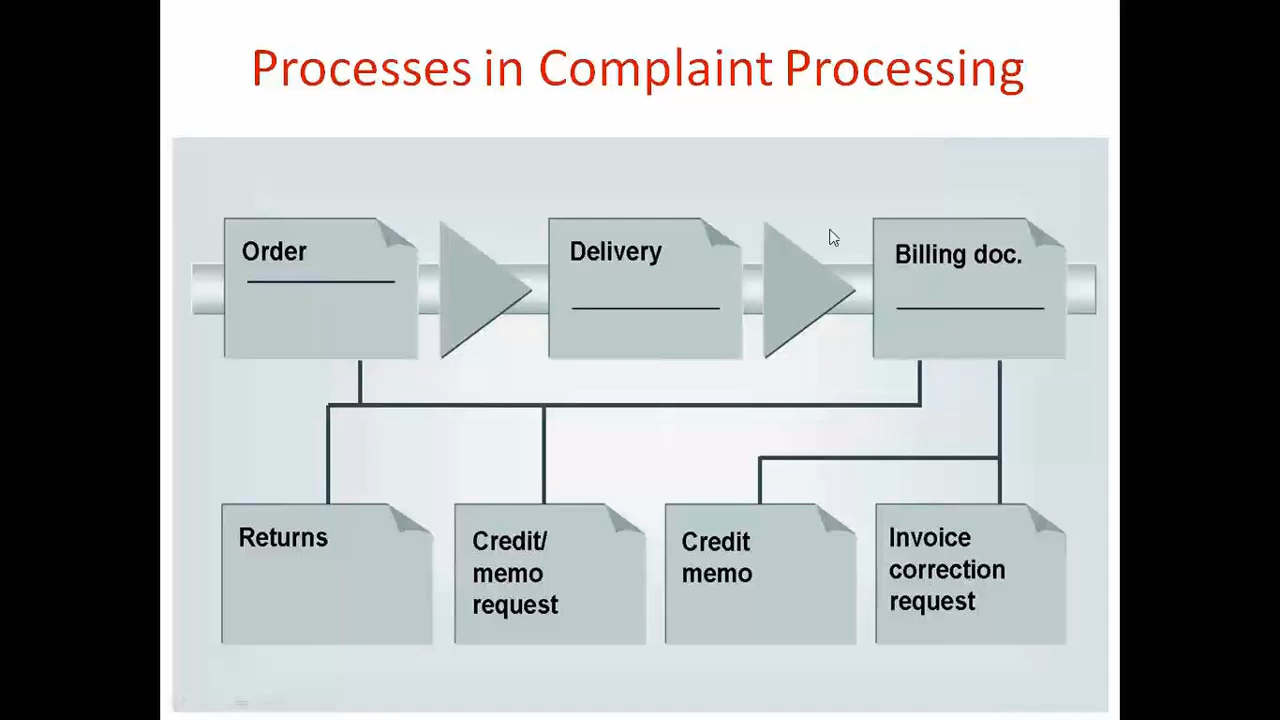 Processes in Complaint Processing
Order
Delivery
Billing doc.
Returns
Credit/
memo
request
Credit
memo
Invoice
correction
request